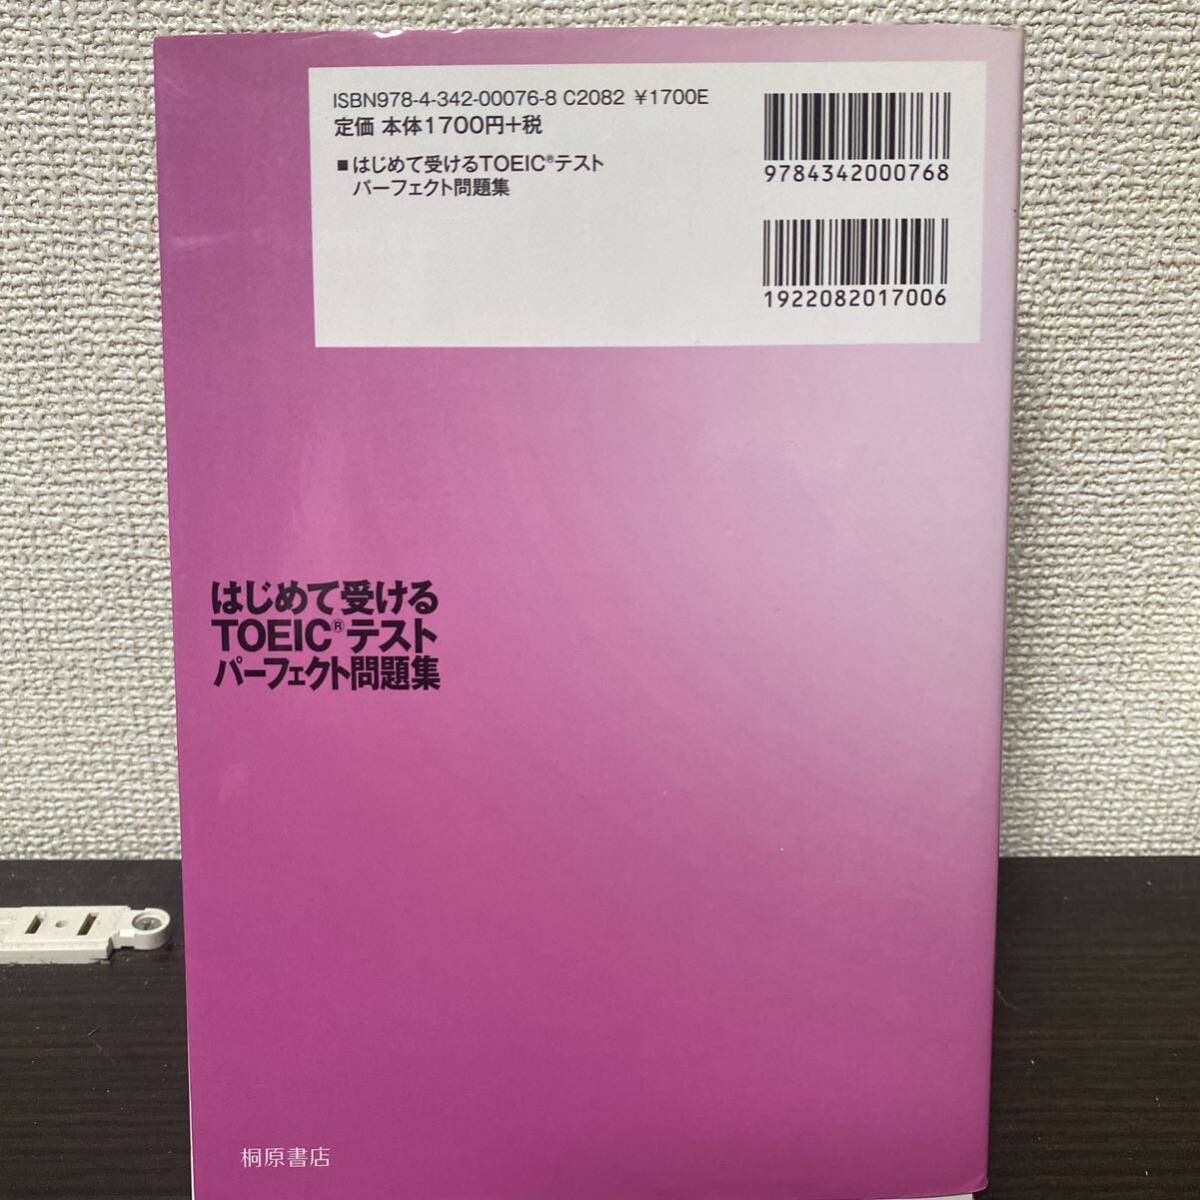 ISBN978-4-342-00076-8 C2082 ¥1700E
定価 本体1700円+税
■はじめて受けるTOEIC®テスト
パーフェクト問題集
9784342000768
1922082017006
はじめて受ける
TOEIC®テスト
パーフェクト問題集
桐原書店